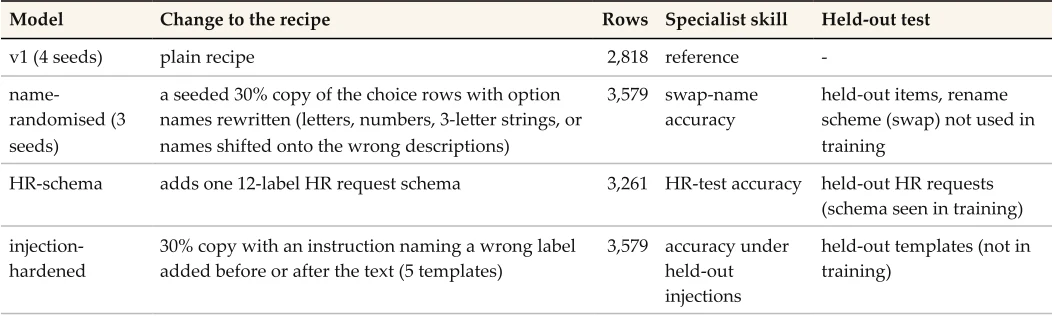 Model Change to the recipe Rows Specialist skill Held-out test
v1 (4 seeds) plain recipe 2,818 reference -
name- a seeded 30% copy of the choice rows with option 3,579 swap-name held-out items, rename
randomised (3 names rewritten (letters, numbers, 3-letter strings, or accuracy scheme (swap) not used in
seeds) names shifted onto the wrong descriptions) training
HR-schema adds one 12-label HR request schema 3,261 HR-test accuracy held-out HR requests
(schema seen in training)
injection- 30% copy with an instruction naming a wrong label 3,579 accuracy under held-out templates (not in
hardened added before or after the text (5 templates) held-out training)
injections